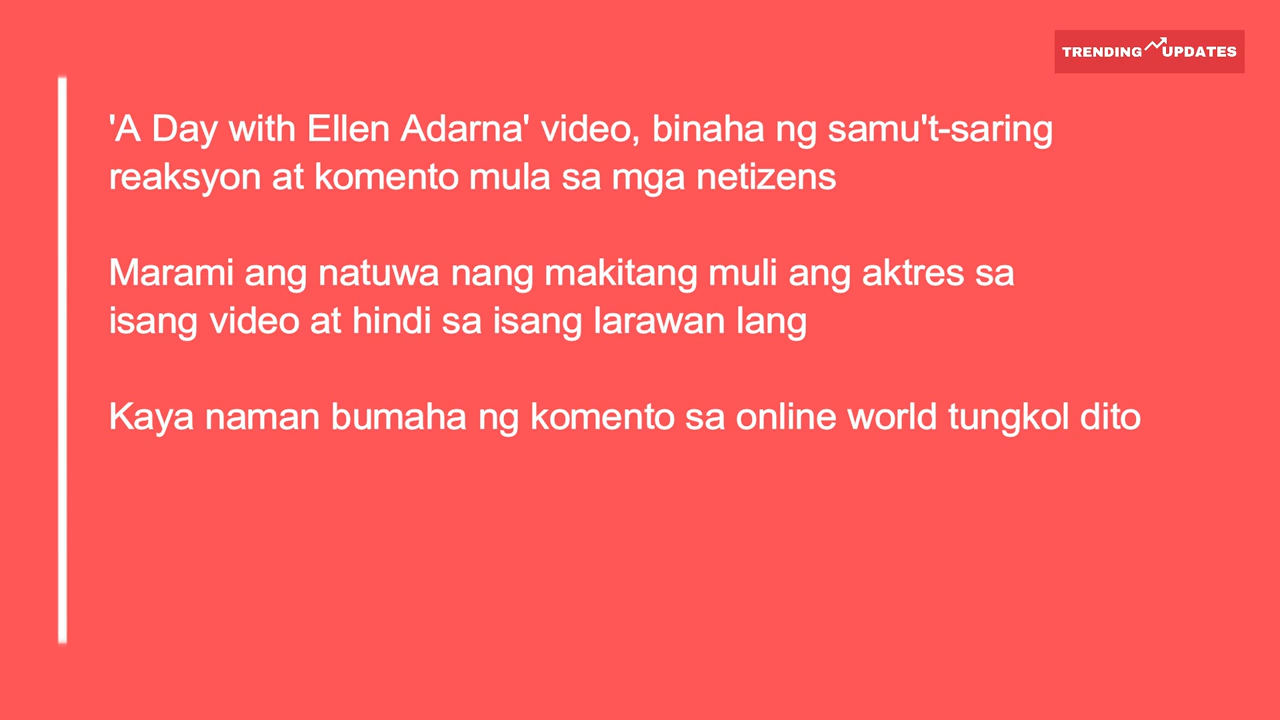 TRENDING UPDATES
'A Day with Ellen Adarna' video, binaha ng samu't-saring
reaksyon at komento mula sa mga netizens
Marami ang natuwa nang makitang muli ang aktres sa
isang video at hindi sa isang larawan lang
Kaya naman bumaha ng komento sa online world tungkol dito